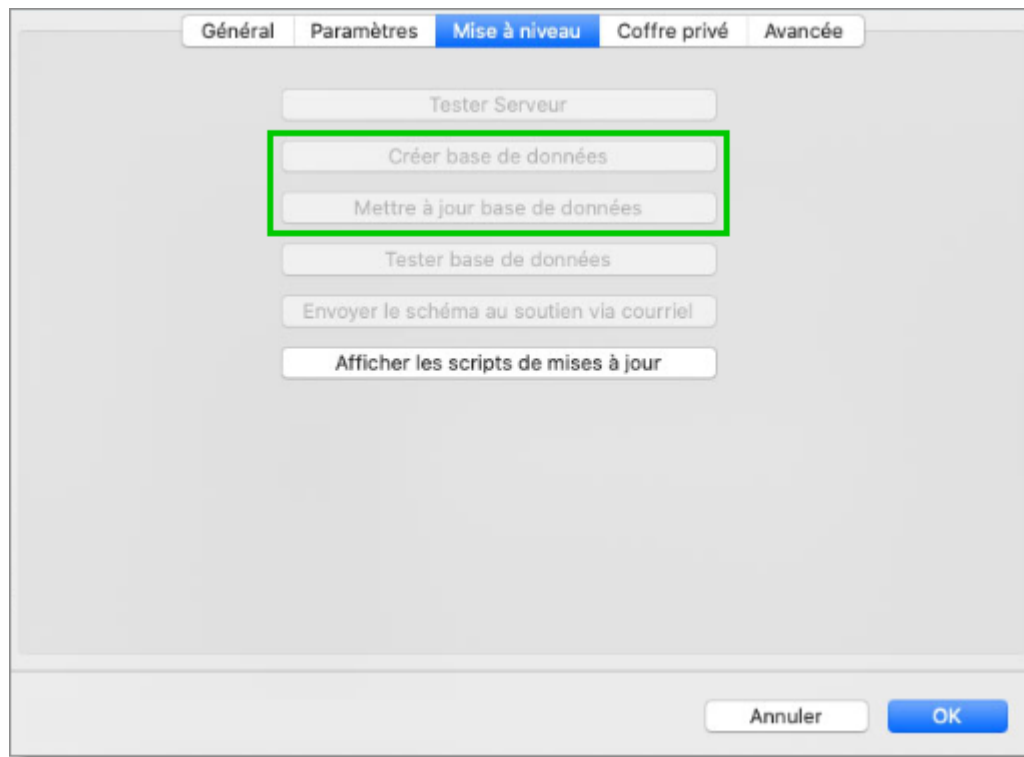 Général Paramètres Mise à niveau Coffre privé Avancée
Tester Serveur
Créer base de données
Mettre à jour base de données
Tester base de données
Envoyer le schéma au soutien via courriel
Afficher les scripts de mises à jour
Annuler OK